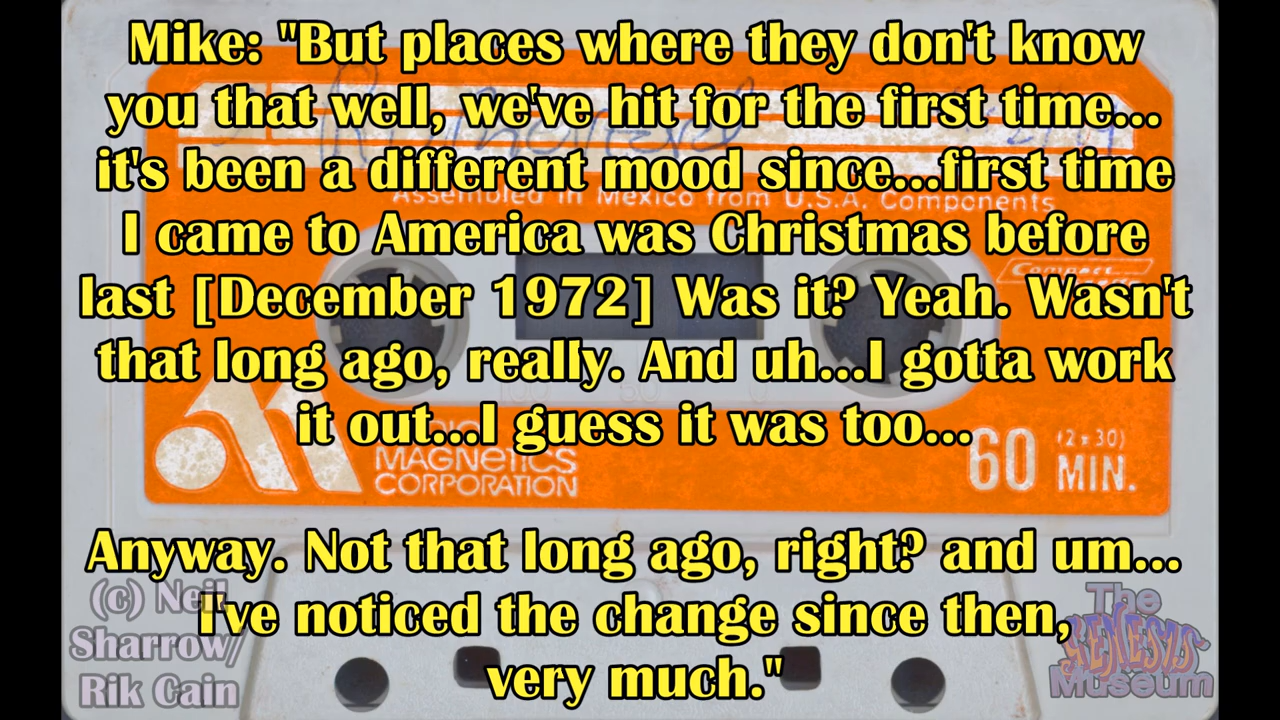 Mike: "But places where they don't know
you that well, we've hit for the first time...
it's been a different mood since...first time
Assembled in Mexico from U.S.A. Components
I came to America was Christmas before
Compact
last [December 1972] Was it? Yeah. Wasn't
that long ago, really. And uh...I gotta work
it out...I guess it was too...
MAGNETICS
CORPORATION
60 (2 x 30)
MIN.
Anyway. Not that long ago, right? and um...
I've noticed the change since then,
very much."
(c) Neil
Sharrow/
Rik Cain
The
GENESIS
Museum